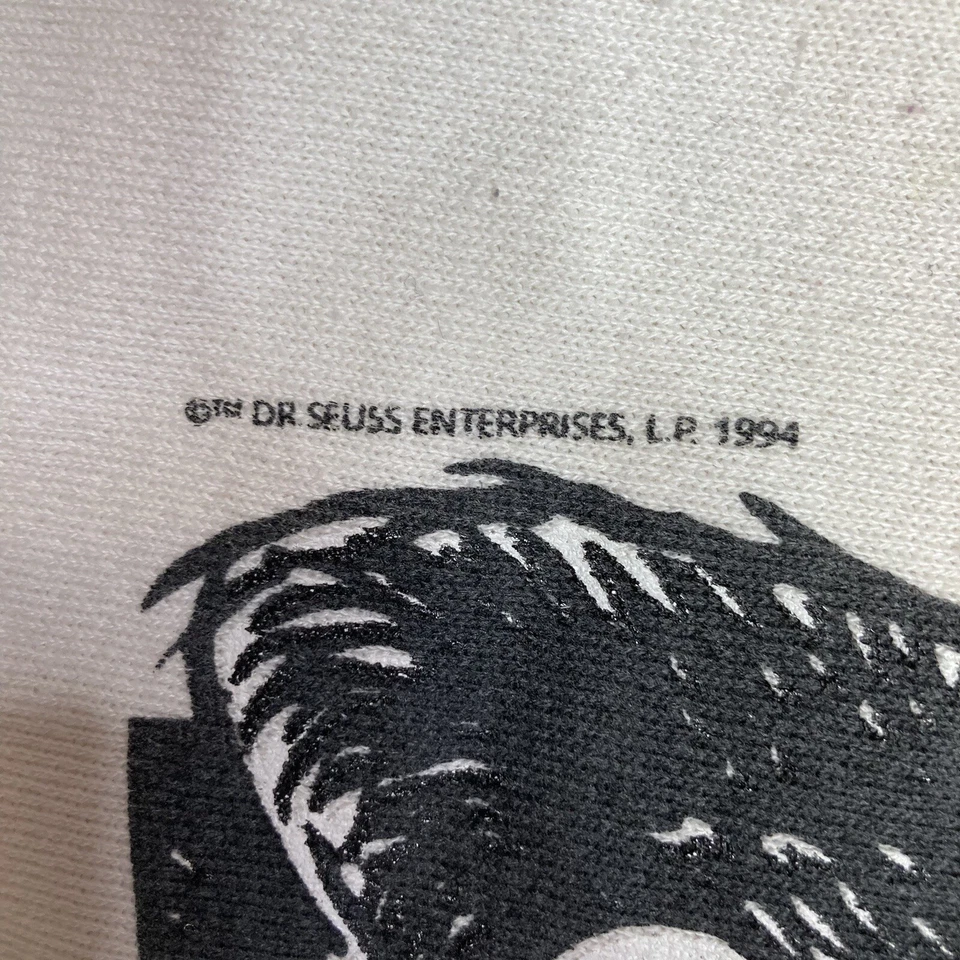 ©™ DR. SEUSS ENTERPRISES, L.P. 1994